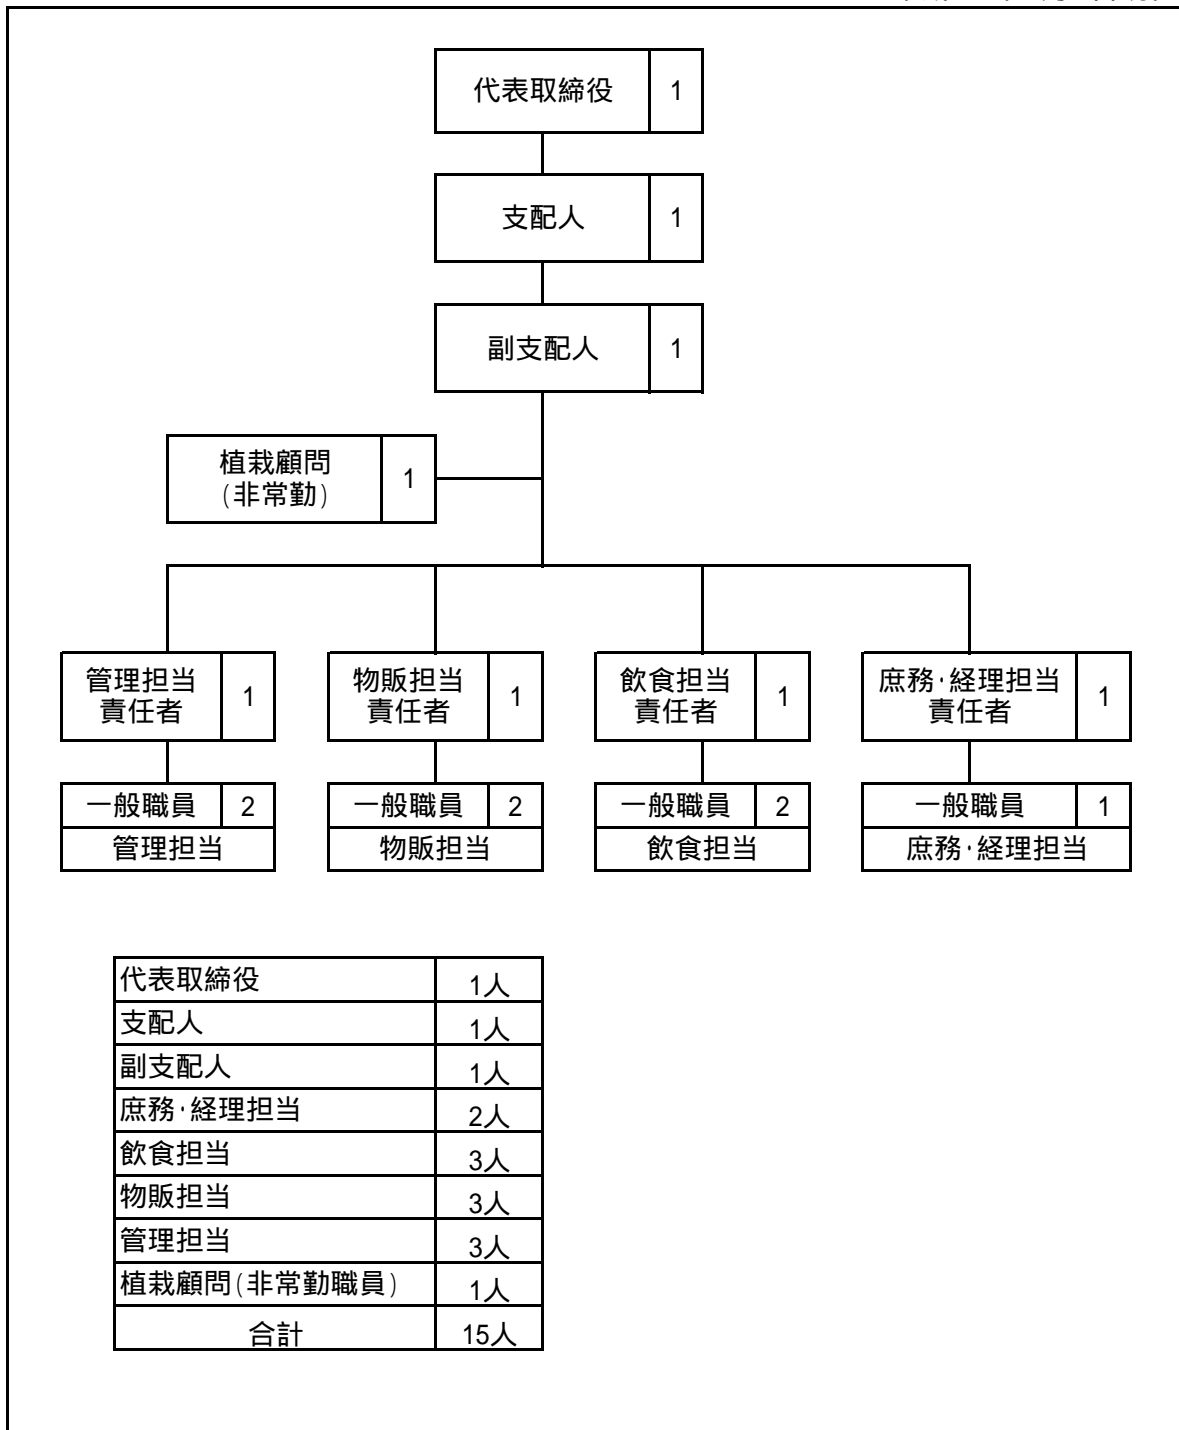 代表取締役 1
支配人 1
副支配人 1
植栽顧問 1
(非常勤)
管理担当
責任者 1
物販担当
責任者 1
飲食担当
責任者 1
庶務・経理担当
責任者 1
一般職員 2
管理担当
一般職員 2
物販担当
一般職員 2
飲食担当
一般職員 1
庶務・経理担当
代表取締役 1人
支配人 1人
副支配人 1人
庶務・経理担当 2人
飲食担当 3人
物販担当 3人
管理担当 3人
植栽顧問(非常勤職員) 1人
合計 15人